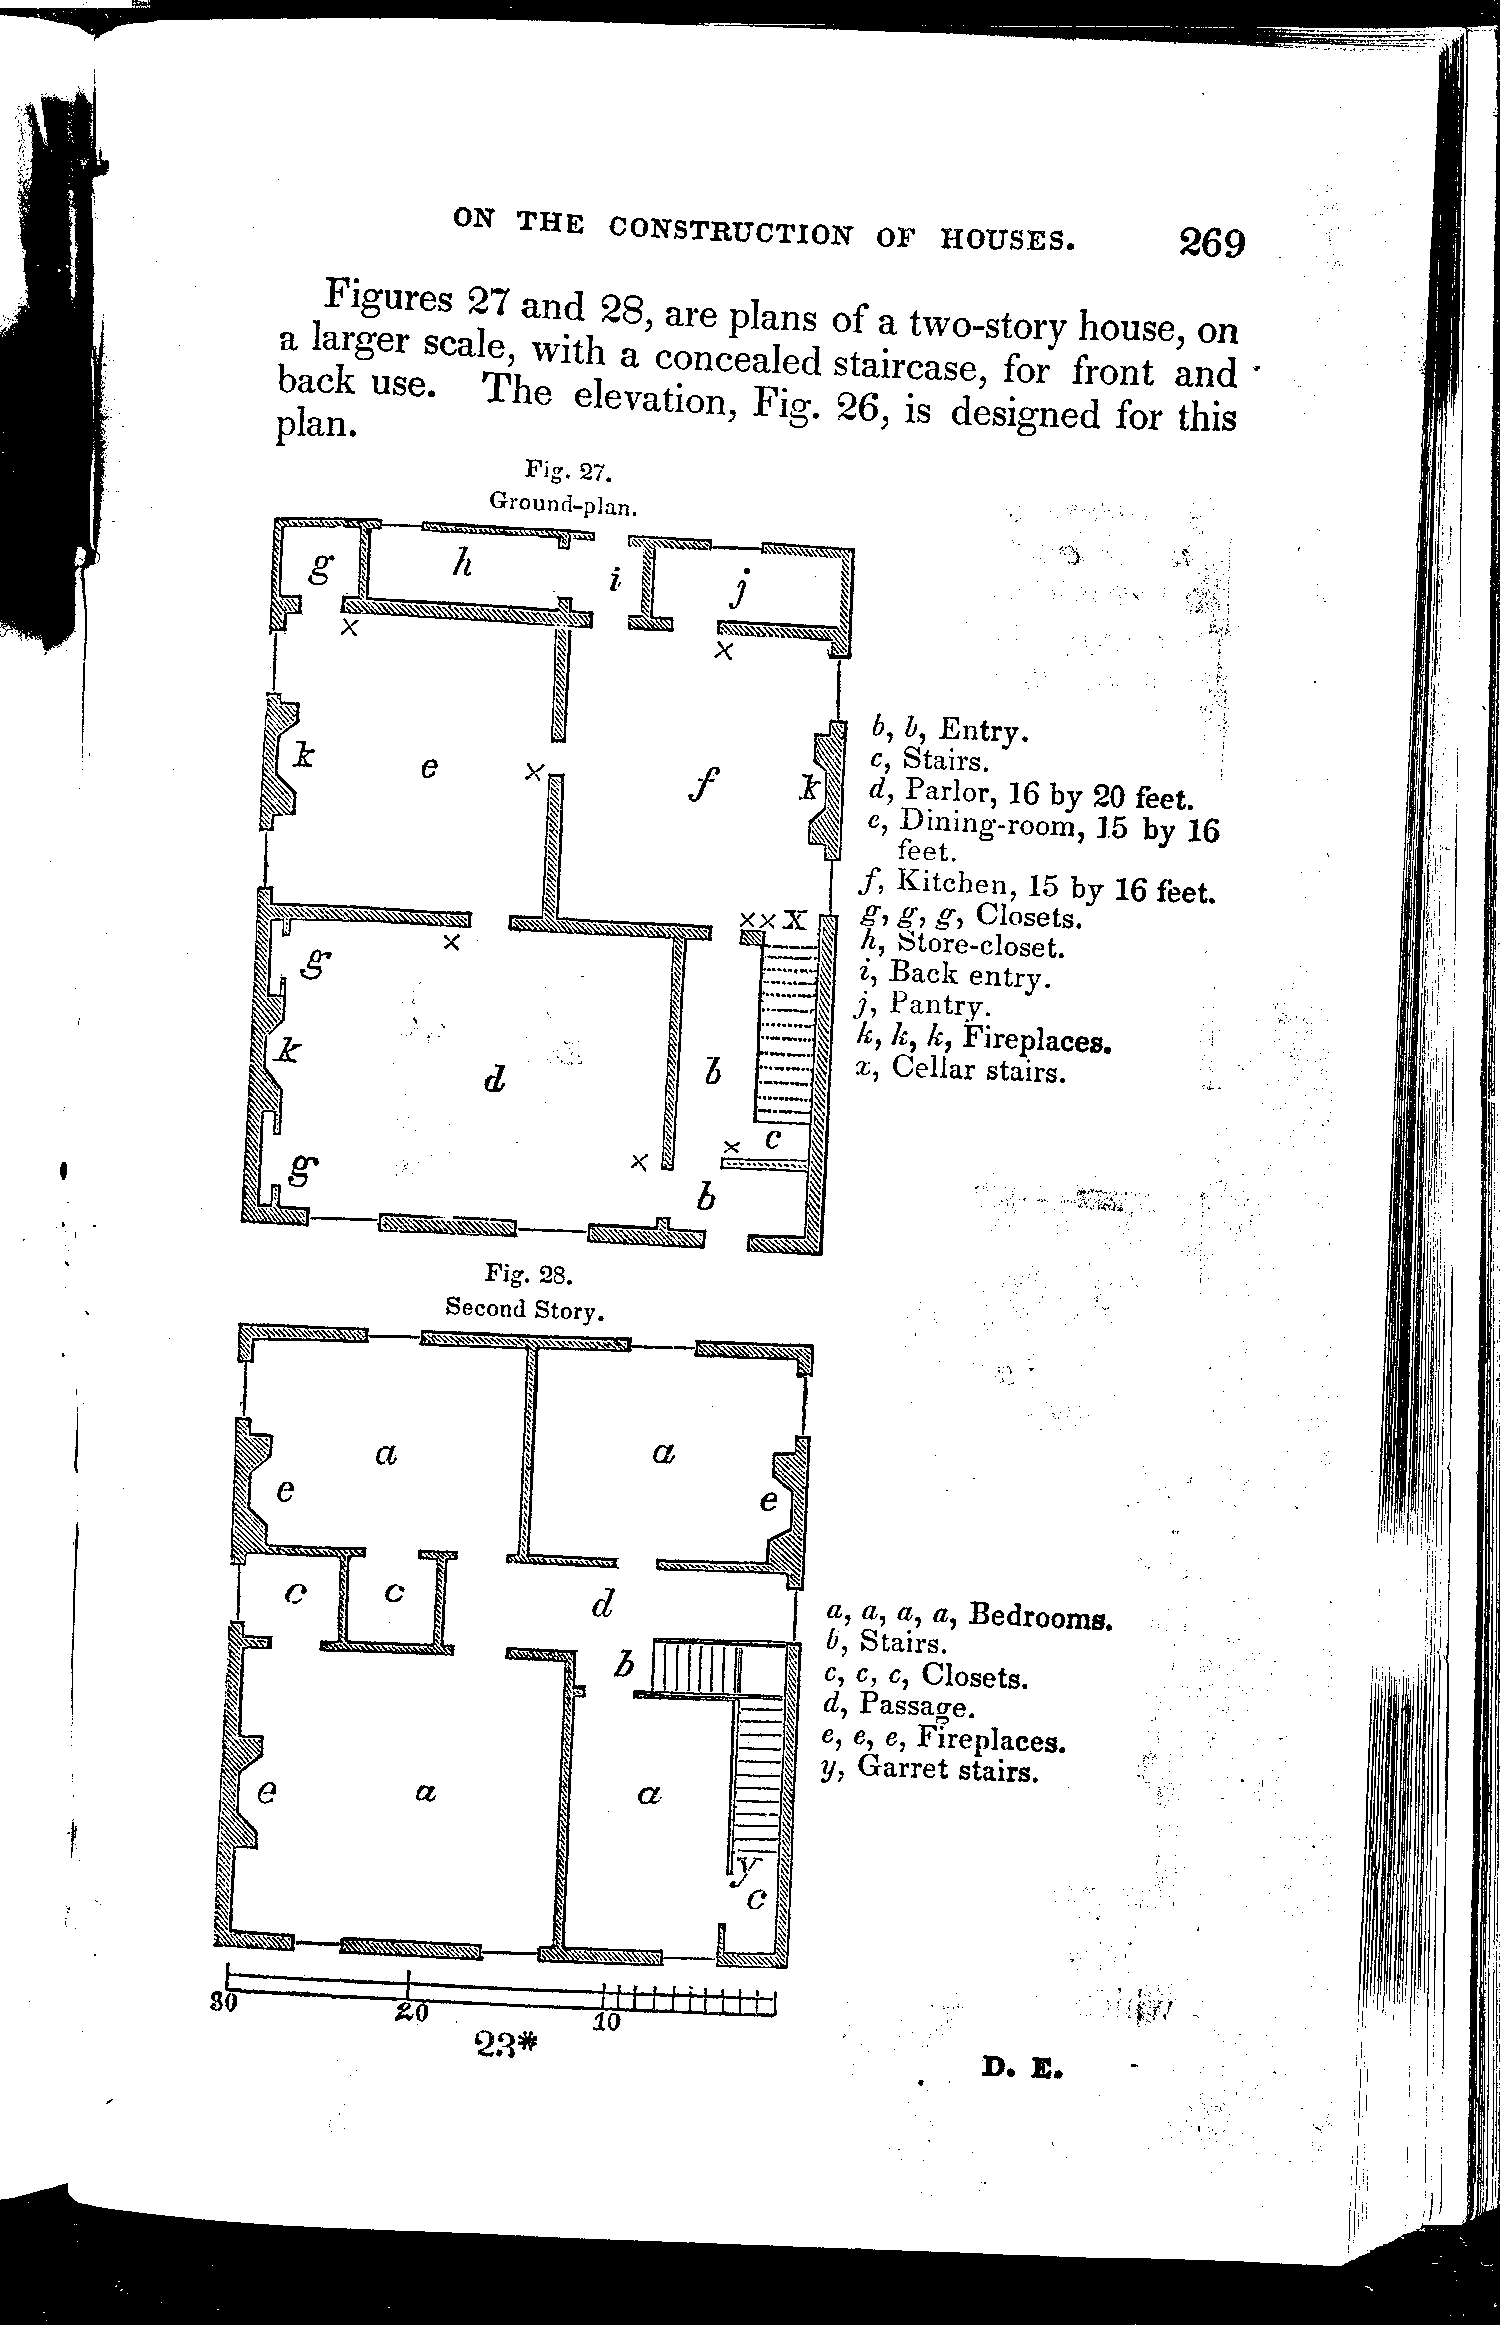 ON THE CONSTRUCTION OF HOUSES. 269
Figures 27 and 28, are plans of a two-story house, on
a larger scale, with a concealed staircase, for front and
back use. The elevation, Fig. 26, is designed for this
plan.
Fig. 27.
Ground-plan.
g h i j
× ×
k e × f k
×
×× X
g
k d b
× × c
g b
b, b, Entry.
c, Stairs.
d, Parlor, 16 by 20 feet.
e, Dining-room, 15 by 16
feet.
f, Kitchen, 15 by 16 feet.
g, g, g, Closets.
h, Store-closet.
i, Back entry.
j, Pantry.
k, k, k, Fireplaces.
x, Cellar stairs.
Fig. 28.
Second Story.
a a
e e
c c d
b
e a a
y
c
a, a, a, a, Bedrooms.
b, Stairs.
c, c, c, Closets.
d, Passage.
e, e, e, Fireplaces.
y, Garret stairs.
30 20 10
23* D. E.